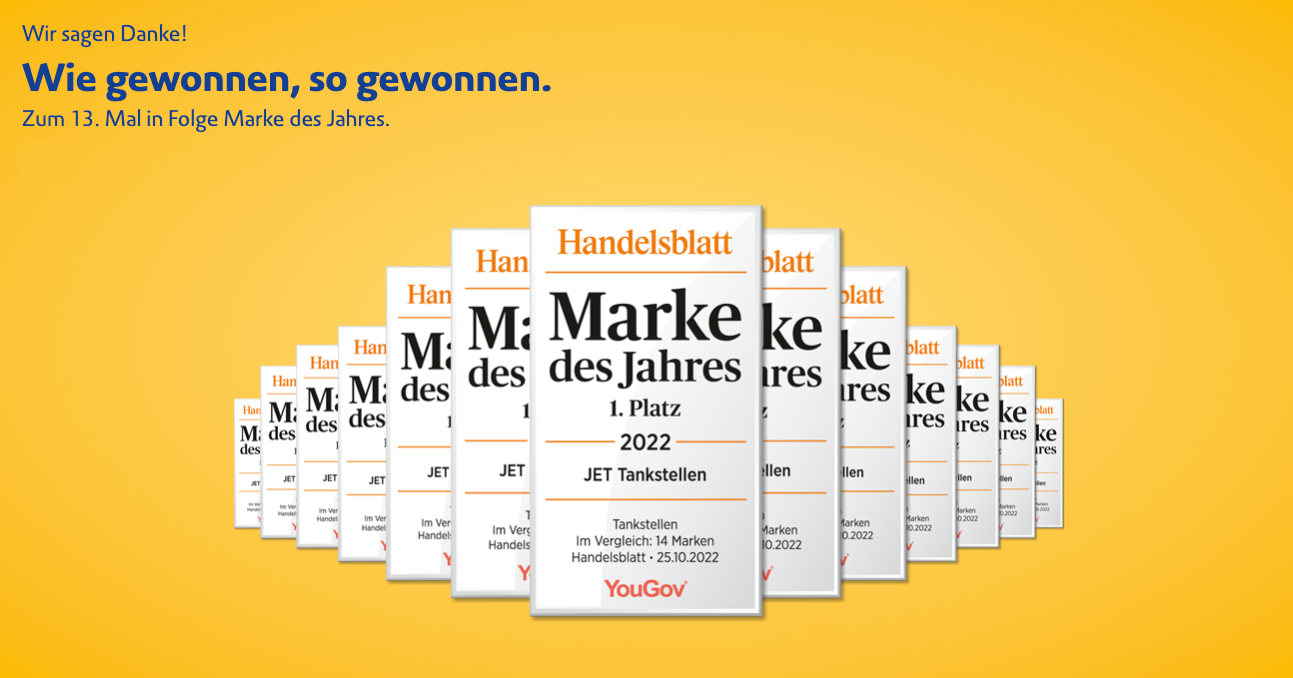 Wir sagen Danke!
Wie gewonnen, so gewonnen.
Zum 13. Mal in Folge Marke des Jahres.
Handelsblatt
Marke
des Jahres
1. Platz
2022
JET Tankstellen
Tankstellen
Im Vergleich: 14 Marken
Handelsblatt • 25.10.2022
YouGov